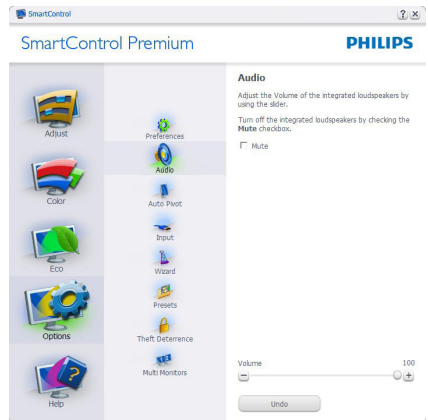 SmartControl
SmartControl Premium
PHILIPS
Adjust
Color
Eco
Options
Help
Preferences
Audio
Auto Pivot
Input
Wizard
Presets
Theft Deterrence
Multi Monitors
Audio
Adjust the Volume of the integrated loudspeakers by
using the slider.
Turn off the integrated loudspeakers by checking the
Mute checkbox.
Mute
Volume 100
Undo